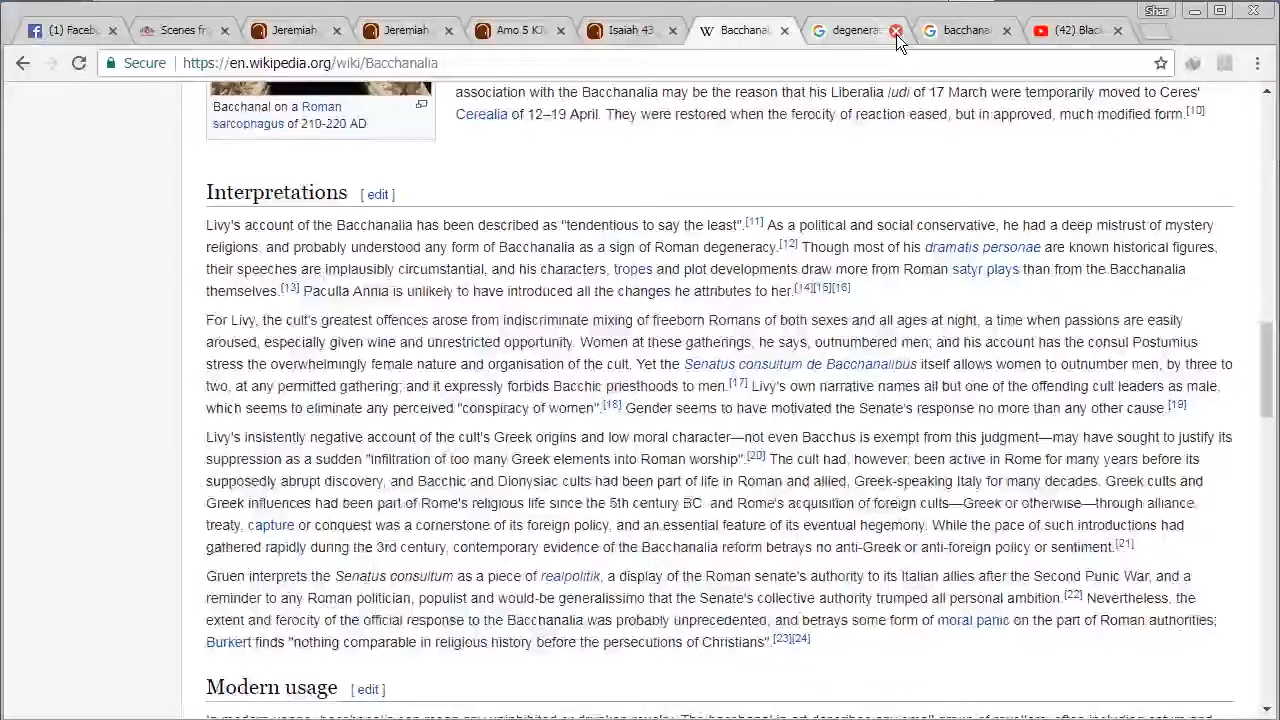 Shar
(1) Faceb
Scenes fr
Jeremiah
Jeremiah
Amo 5 KJ
Isaiah 43
Bacchanal
degenera
bacchana
(42) Blac
Secure https://en.wikipedia.org/wiki/Bacchanalia
Bacchanal on a Roman
sarcophagus of 210-220 AD
association with the Bacchanalia may be the reason that his Liberalia ludi of 17 March were temporarily moved to Ceres'
Cerealia of 12–19 April. They were restored when the ferocity of reaction eased, but in approved, much modified form.[10]
Interpretations [ edit ]
Livy's account of the Bacchanalia has been described as "tendentious to say the least".[11] As a political and social conservative, he had a deep mistrust of mystery
religions, and probably understood any form of Bacchanalia as a sign of Roman degeneracy.[12] Though most of his dramatis personae are known historical figures,
their speeches are implausibly circumstantial, and his characters, tropes and plot developments draw more from Roman satyr plays than from the Bacchanalia
themselves.[13] Paculla Annia is unlikely to have introduced all the changes he attributes to her.[14][15][16]
For Livy, the cult's greatest offences arose from indiscriminate mixing of freeborn Romans of both sexes and all ages at night, a time when passions are easily
aroused, especially given wine and unrestricted opportunity. Women at these gatherings, he says, outnumbered men; and his account has the consul Postumius
stress the overwhelmingly female nature and organisation of the cult. Yet the Senatus consultum de Bacchanalibus itself allows women to outnumber men, by three to
two, at any permitted gathering; and it expressly forbids Bacchic priesthoods to men.[17] Livy's own narrative names all but one of the offending cult leaders as male,
which seems to eliminate any perceived "conspiracy of women".[18] Gender seems to have motivated the Senate's response no more than any other cause.[19]
Livy's insistently negative account of the cult's Greek origins and low moral character—not even Bacchus is exempt from this judgment—may have sought to justify its
suppression as a sudden "infiltration of too many Greek elements into Roman worship".[20] The cult had, however, been active in Rome for many years before its
supposedly abrupt discovery, and Bacchic and Dionysiac cults had been part of life in Roman and allied, Greek-speaking Italy for many decades. Greek cults and
Greek influences had been part of Rome's religious life since the 5th century BC, and Rome's acquisition of foreign cults—Greek or otherwise—through alliance,
treaty, capture or conquest was a cornerstone of its foreign policy, and an essential feature of its eventual hegemony. While the pace of such introductions had
gathered rapidly during the 3rd century, contemporary evidence of the Bacchanalia reform betrays no anti-Greek or anti-foreign policy or sentiment.[21]
Gruen interprets the Senatus consultum as a piece of realpolitik, a display of the Roman senate's authority to its Italian allies after the Second Punic War, and a
reminder to any Roman politician, populist and would-be generalissimo that the Senate's collective authority trumped all personal ambition.[22] Nevertheless, the
extent and ferocity of the official response to the Bacchanalia was probably unprecedented, and betrays some form of moral panic on the part of Roman authorities;
Burkert finds "nothing comparable in religious history before the persecutions of Christians".[23][24]
Modern usage [ edit ]